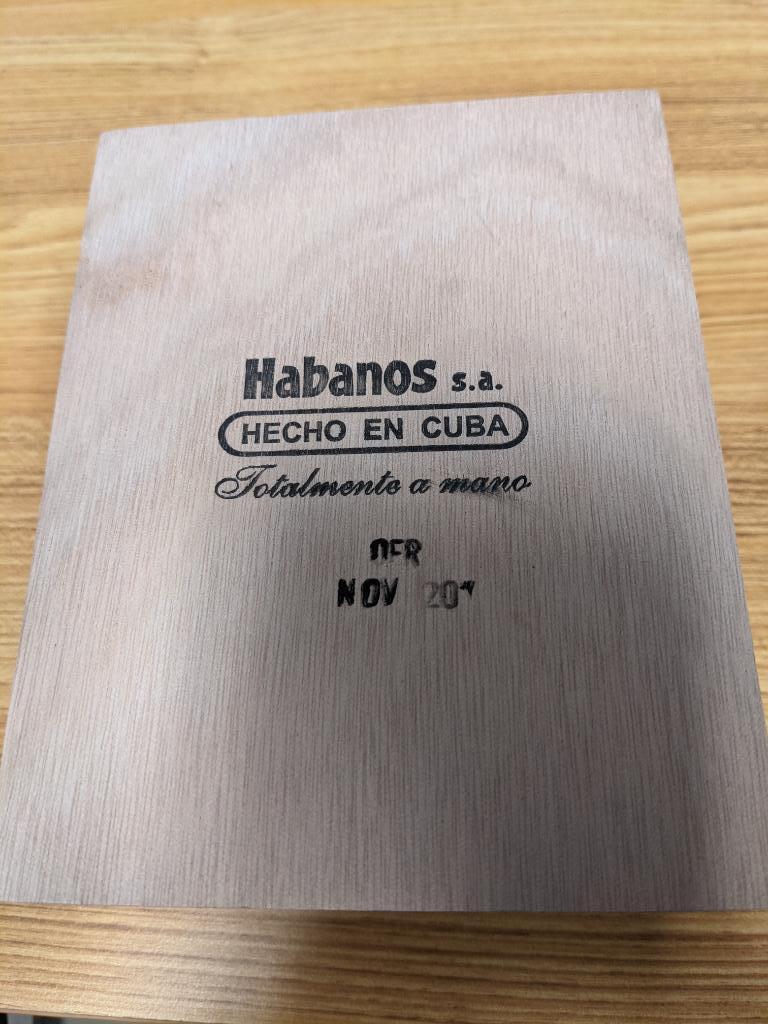 Habanos s.a.
HECHO EN CUBA
Totalmente a mano
NOV